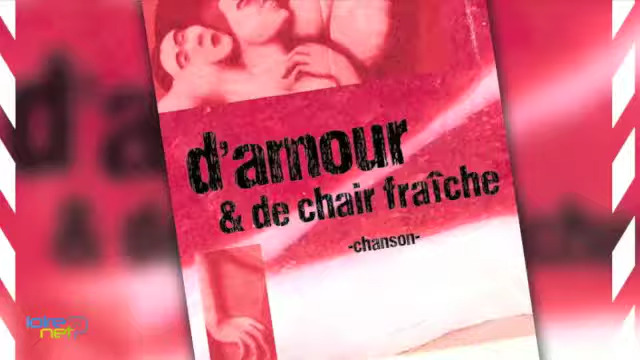 d'amour
& de chair fraîche
-chanson-